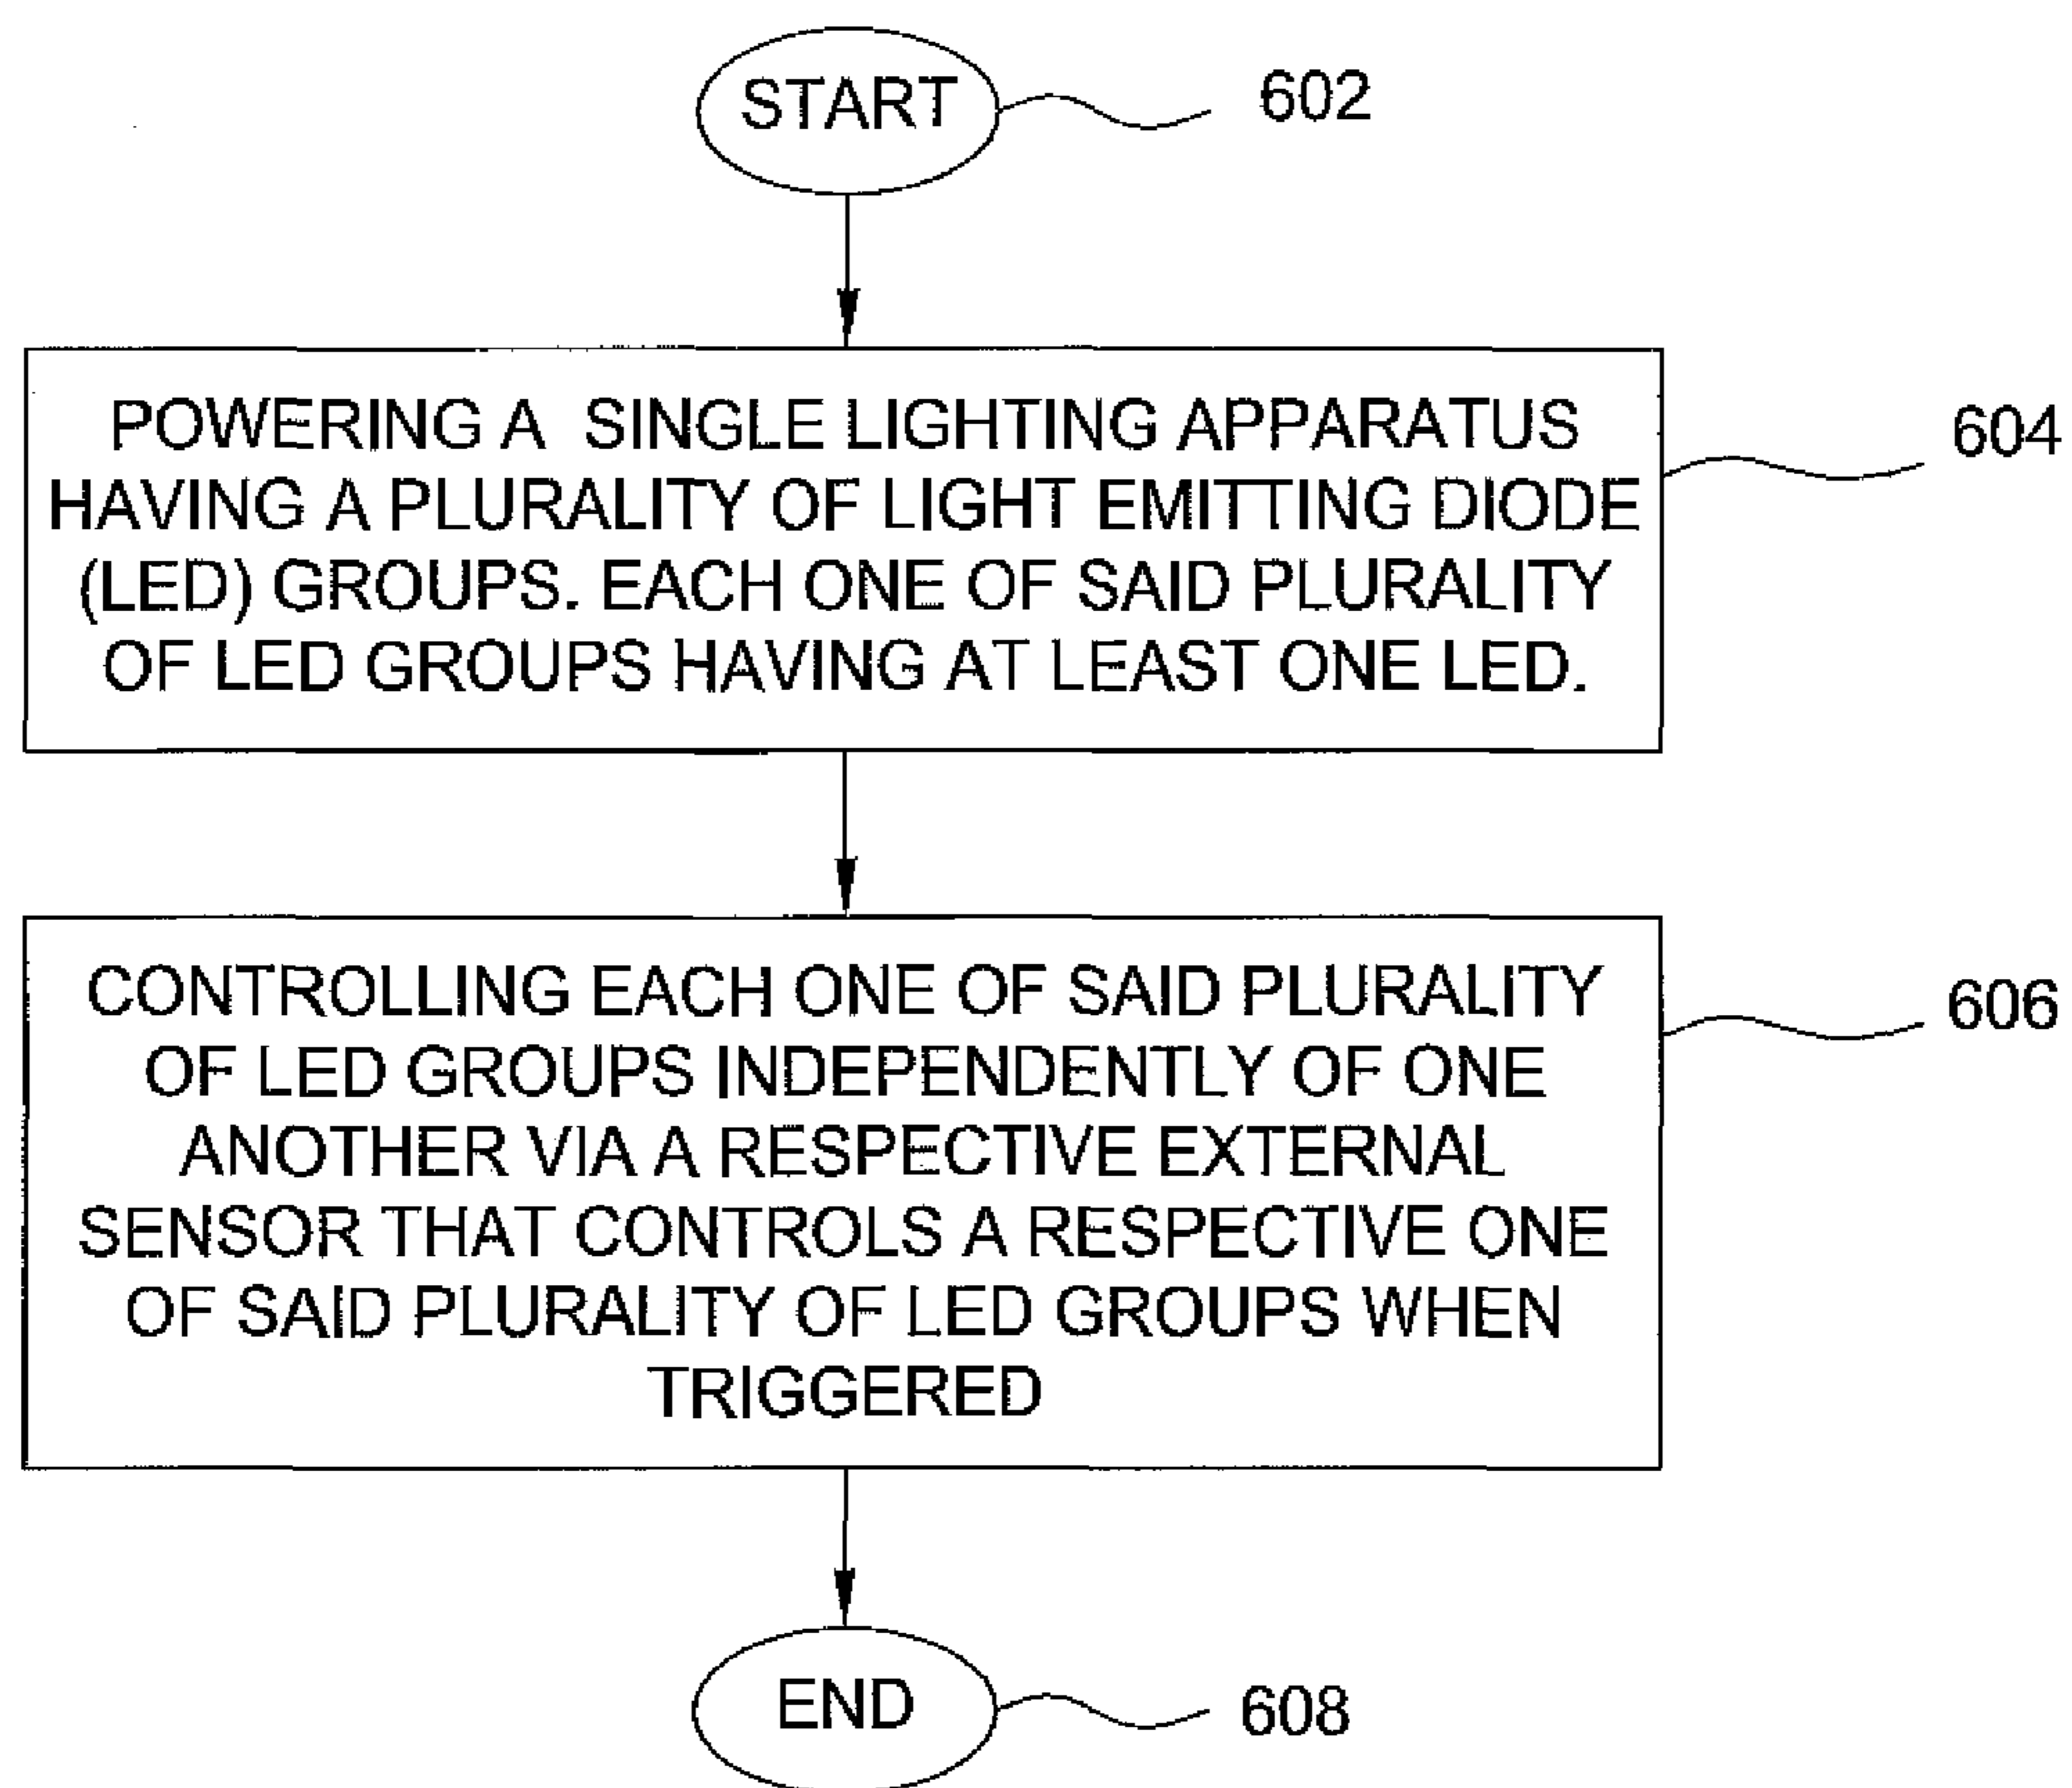 START
602
POWERING A SINGLE LIGHTING APPARATUS
HAVING A PLURALITY OF LIGHT EMITTING DIODE
(LED) GROUPS. EACH ONE OF SAID PLURALITY
OF LED GROUPS HAVING AT LEAST ONE LED.
604
CONTROLLING EACH ONE OF SAID PLURALITY
OF LED GROUPS INDEPENDENTLY OF ONE
ANOTHER VIA A RESPECTIVE EXTERNAL
SENSOR THAT CONTROLS A RESPECTIVE ONE
OF SAID PLURALITY OF LED GROUPS WHEN
TRIGGERED
606
END
608